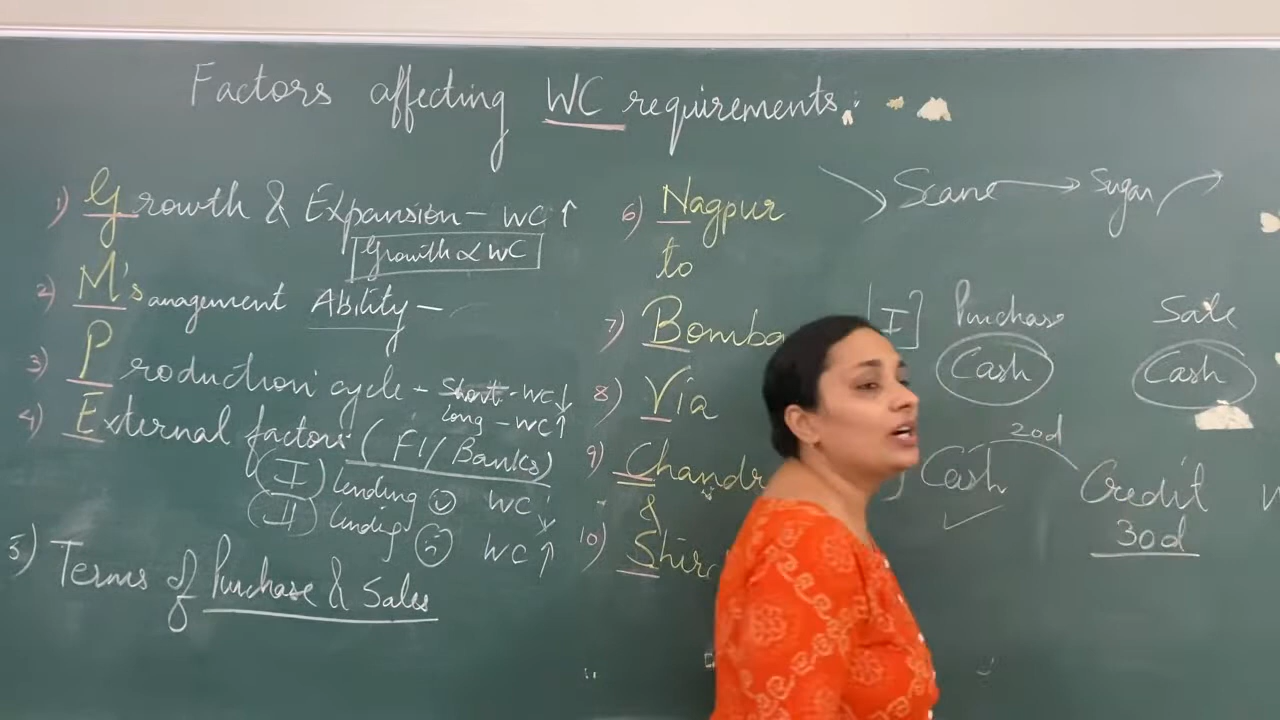 Factors affecting WC requirements.
1) Growth & Expansion - WC ↑
Growth ∝ WC
2) M's anagement Ability -
3) Production cycle - Short - WC ↓
Long - WC ↑
4) External factors: (FI/Banks)
(I) lending ☺ WC ↓
(II) lending ☹ WC ↑
5) Terms of Purchase & Sales
6) Nagpur
to
7) Bomba
8) Via
9) Chandr
&
10) Shir
Scane → Sugar
I] Purchase Sale
Cash Cash
20d
Cash Credit
30d